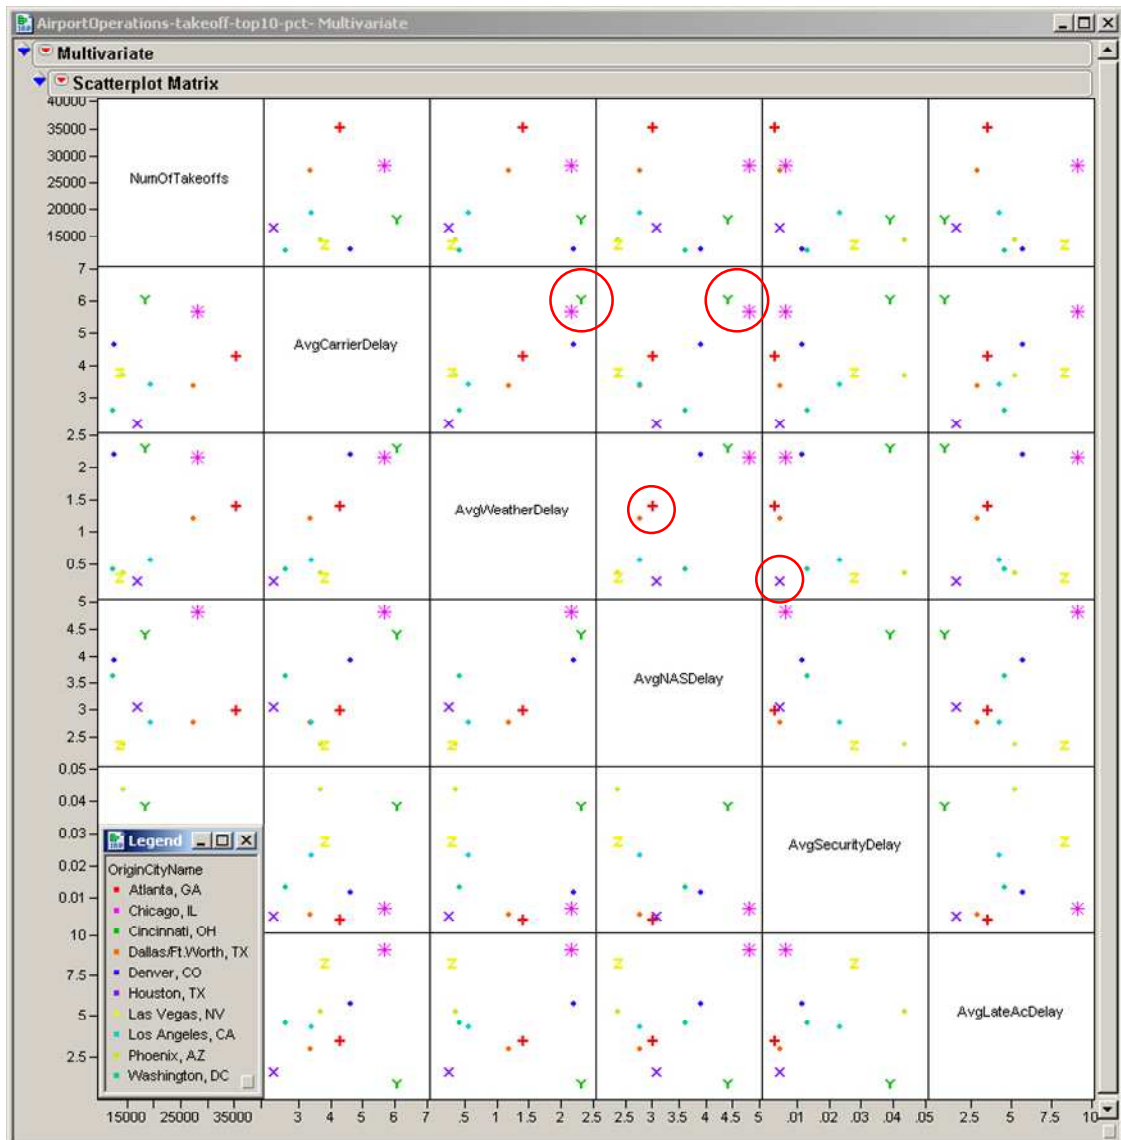 AirportOperations-takeoff-top10-pct- Multivariate
Multivariate
Scatterplot Matrix
40000
35000
30000
25000
20000
15000
NumOfTakeoffs
7
6
5
4
3
AvgCarrierDelay
2.5
2
1.5
1
0.5
AvgWeatherDelay
5
4.5
4
3.5
3
2.5
AvgNASDelay
0.05
0.04
0.03
0.02
0.01
AvgSecurityDelay
10
7.5
5
2.5
AvgLateAcDelay
Legend
OriginCityName
Atlanta, GA
Chicago, IL
Cincinnati, OH
Dallas/Ft.Worth, TX
Denver, CO
Houston, TX
Las Vegas, NV
Los Angeles, CA
Phoenix, AZ
Washington, DC
15000 25000 35000 3 4 5 6 7 .5 1 1.5 2 2.5 2.5 3 3.5 4 4.5 5 .01 .02 .03 .04 .05 2.5 5 7.5 10